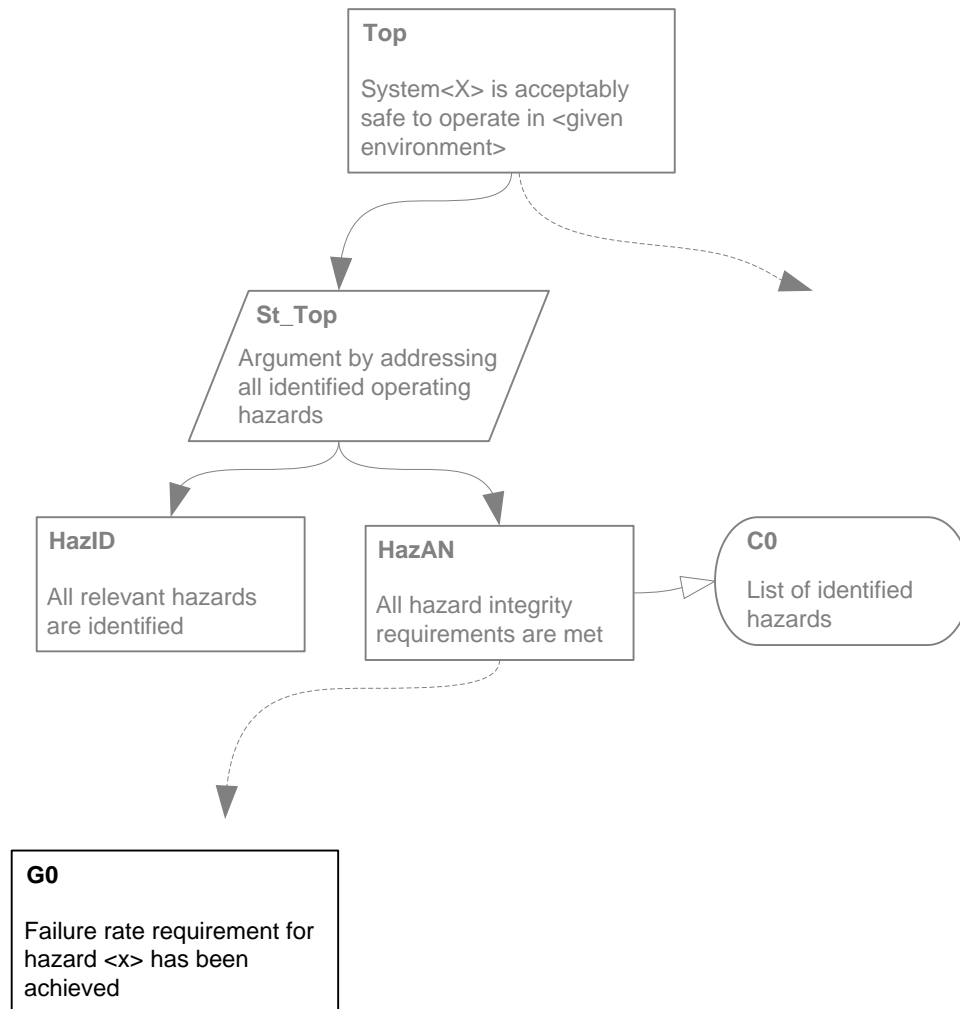 Top
System<X> is acceptably
safe to operate in <given
environment>
St_Top
Argument by addressing
all identified operating
hazards
HazID
All relevant hazards
are identified
HazAN
All hazard integrity
requirements are met
C0
List of identified
hazards
G0
Failure rate requirement for
hazard <x> has been
achieved